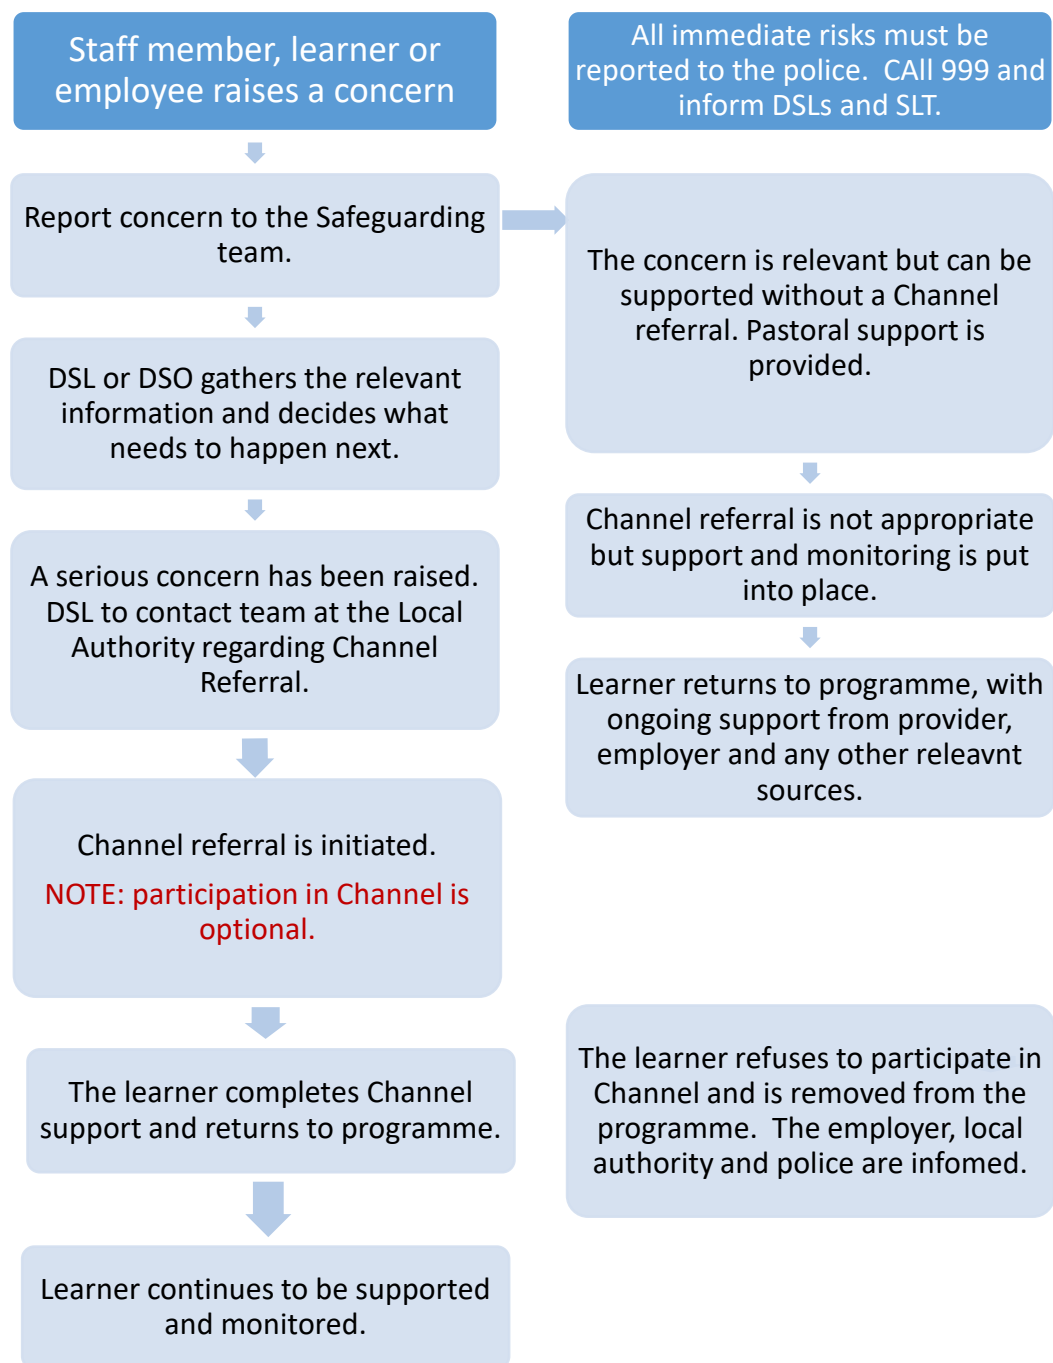 Staff member, learner or
employee raises a concern
All immediate risks must be
reported to the police.  CAll 999 and
inform DSLs and SLT.
Report concern to the Safeguarding
team.
The concern is relevant but can be
supported without a Channel
referral. Pastoral support is
provided.
DSL or DSO gathers the relevant
information and decides what
needs to happen next.
Channel referral is not appropriate
but support and monitoring is put
into place.
A serious concern has been raised.
DSL to contact team at the Local
Authority regarding Channel
Referral.
Learner returns to programme, with
ongoing support from provider,
employer and any other releavnt
sources.
Channel referral is initiated.
NOTE: participation in Channel is
optional.
The learner completes Channel
support and returns to programme.
The learner refuses to participate in
Channel and is removed from the
programme.  The employer, local
authority and police are infomed.
Learner continues to be supported
and monitored.